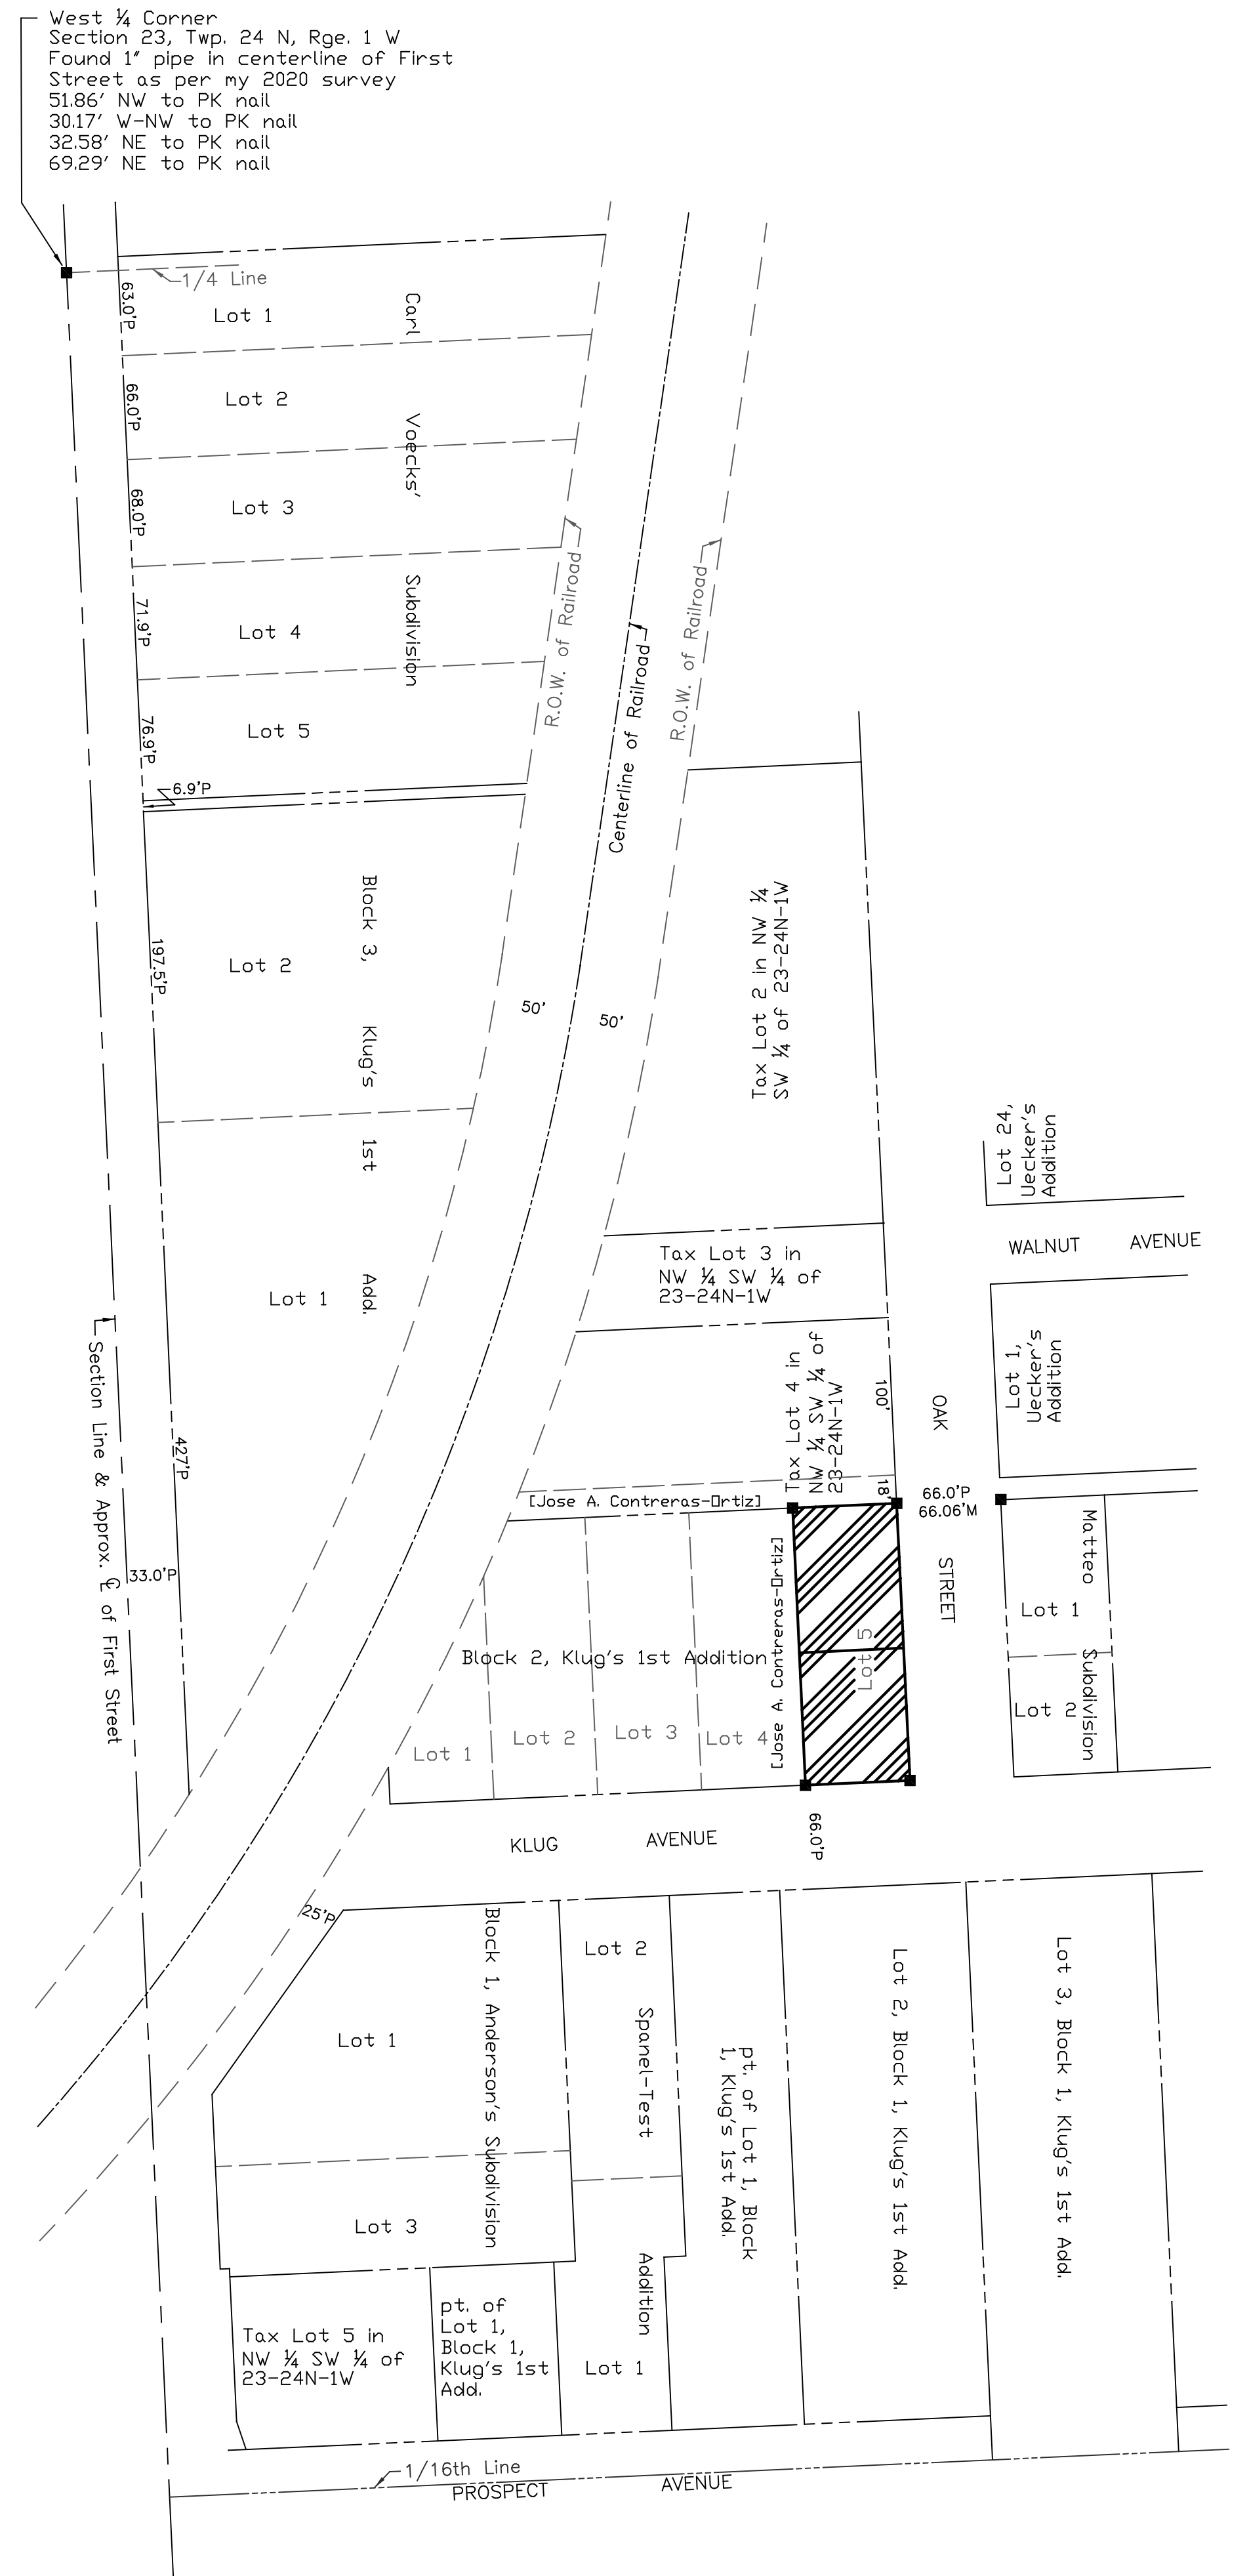 West ¼ Corner
Section 23, Twp. 24 N, Rge. 1 W
Found 1" pipe in centerline of First
Street as per my 2020 survey
51.86' NW to PK nail
30.17' W-NW to PK nail
32.58' NE to PK nail
69.29' NE to PK nail
1/4 Line
63.0'P
Lot 1
Carl
66.0'P
Lot 2
Voecks'
68.0'P
Lot 3
71.9'P
Lot 4
Subdivision
76.9'P
Lot 5
6.9'P
R.O.W. of Railroad
Centerline of Railroad
R.O.W. of Railroad
Block 3,
197.5'P
Lot 2
Klug's
50'
50'
Tax Lot 2 in NW ¼
SW ¼ of 23-24N-1W
1st
Lot 1
Add.
Lot 24,
Uecker's
Addition
WALNUT AVENUE
Tax Lot 3 in
NW ¼ SW ¼ of
23-24N-1W
Lot 1,
Uecker's
Addition
Section Line & Approx. ℄ of First Street
427'P
33.0'P
Tax Lot 4 in
NW ¼ SW ¼ of
23-24N-1W
100'
18'
OAK
STREET
66.0'P
66.06'M
[Jose A. Contreras-Ortiz]
[Jose A. Contreras-Ortiz]
Matteo
Subdivision
Lot 1
Lot 2
Block 2, Klug's 1st Addition
Lot 1
Lot 2
Lot 3
Lot 4
Lot 5
KLUG AVENUE
66.0'P
25'P
Lot 1
Block 1, Anderson's Subdivision
Lot 3
Lot 2
Spanel-Test
Addition
Lot 1
pt. of Lot 1, Block
1, Klug's 1st Add.
Lot 2, Block 1, Klug's 1st Add.
Lot 3, Block 1, Klug's 1st Add.
Tax Lot 5 in
NW ¼ SW ¼ of
23-24N-1W
pt. of
Lot 1,
Block 1,
Klug's 1st
Add.
1/16th Line
PROSPECT AVENUE